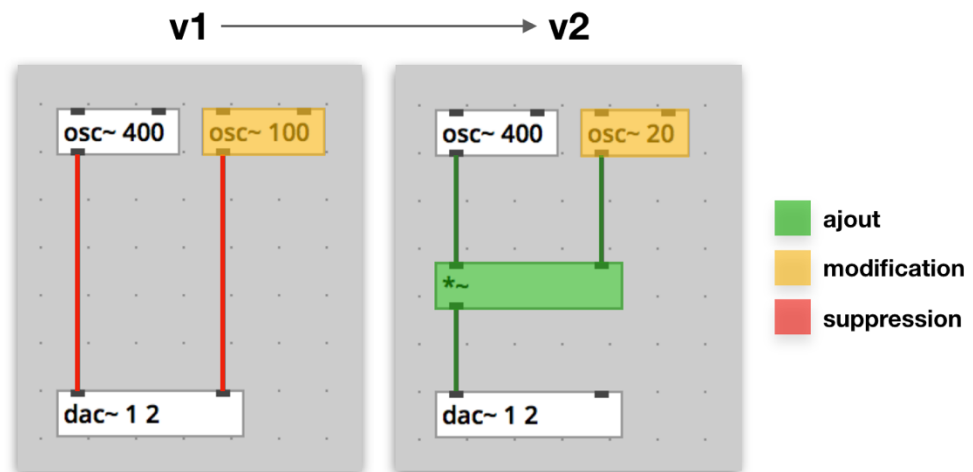 v1 v2
osc~ 400 osc~ 100
dac~ 1 2
osc~ 400 osc~ 20
*~
dac~ 1 2
ajout
modification
suppression